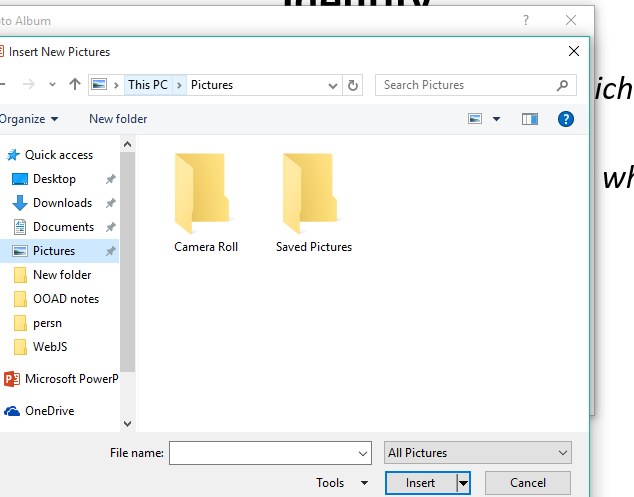 Identity
oto Album ?
Insert New Pictures
This PC Pictures
Search Pictures
ich
Organize
New folder
?
Quick access
Desktop
Downloads
Documents
Pictures
New folder
OOAD notes
persn
WebJS
Microsoft PowerP
OneDrive
Camera Roll
Saved Pictures
wh
File name:
All Pictures
Tools
Insert
Cancel